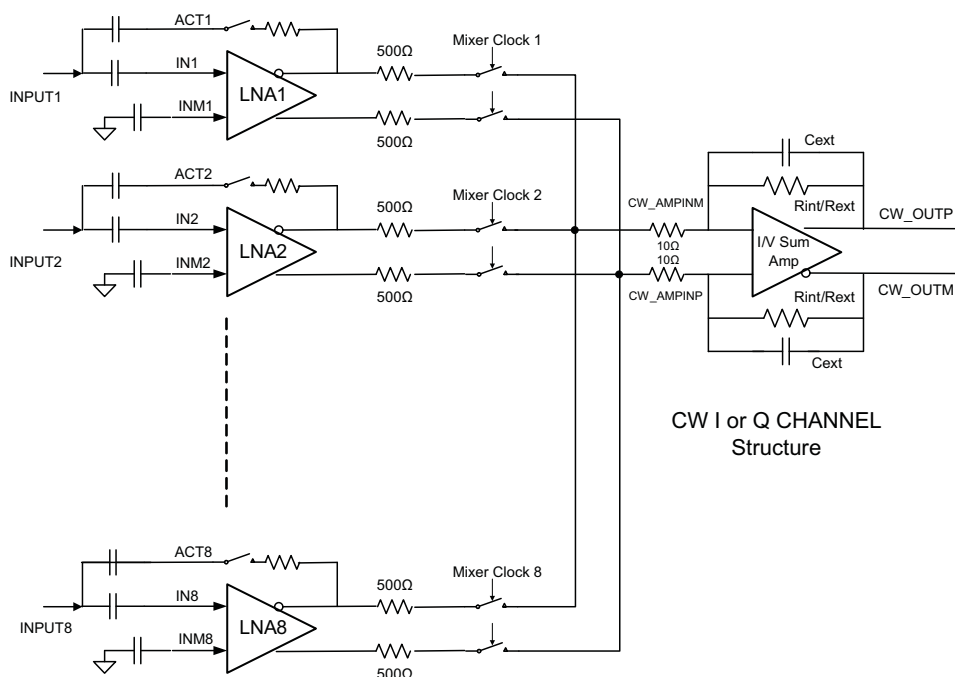 ACT1
500Ω
Mixer Clock 1
INPUT1
IN1
LNA1
INM1
500Ω
Cext
ACT2
500Ω
Mixer Clock 2
CW_AMPINM
Rint/Rext
CW_OUTP
INPUT2
IN2
LNA2
10Ω
10Ω
I/V Sum
Amp
INM2
500Ω
CW_AMPINP
Rint/Rext
CW_OUTM
Cext
CW I or Q CHANNEL
Structure
ACT8
500Ω
Mixer Clock 8
INPUT8
IN8
LNA8
INM8
500Ω